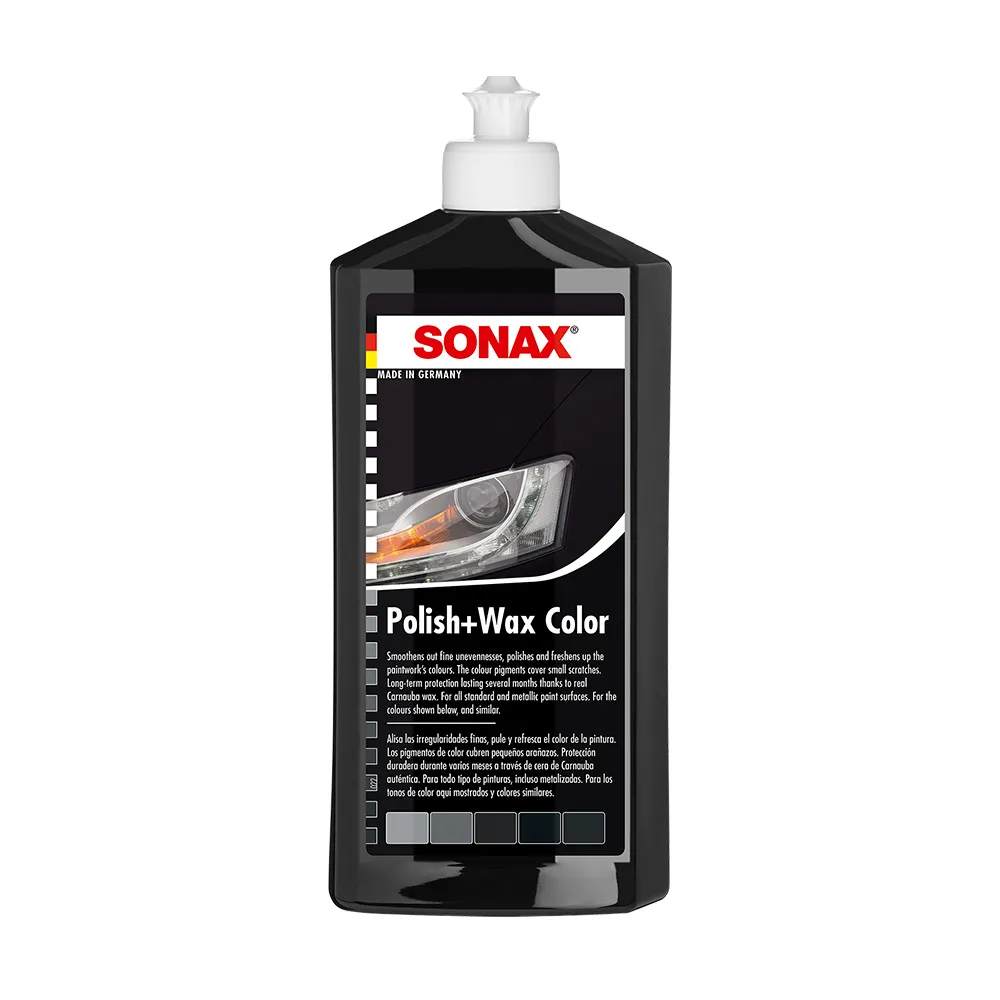 SONAX®
MADE IN GERMANY
Polish+Wax Color
Smoothens out fine unevennesses, polishes and freshens up the
paintwork's colours. The colour pigments cover small scratches.
Long-term protection lasting several months thanks to real
Carnauba wax. For all standard and metallic paint surfaces. For the
colours shown below, and similar.
Alisa las irregularidades finas, pule y refresca el color de la pintura.
Los pigmentos de color cubren pequeños arañazos. Protección
duradera durante varios meses a través de cera de Carnauba
auténtica. Para todo tipo de pinturas, incluso metalizadas. Para los
tonos de color aquí mostrados y colores similares.